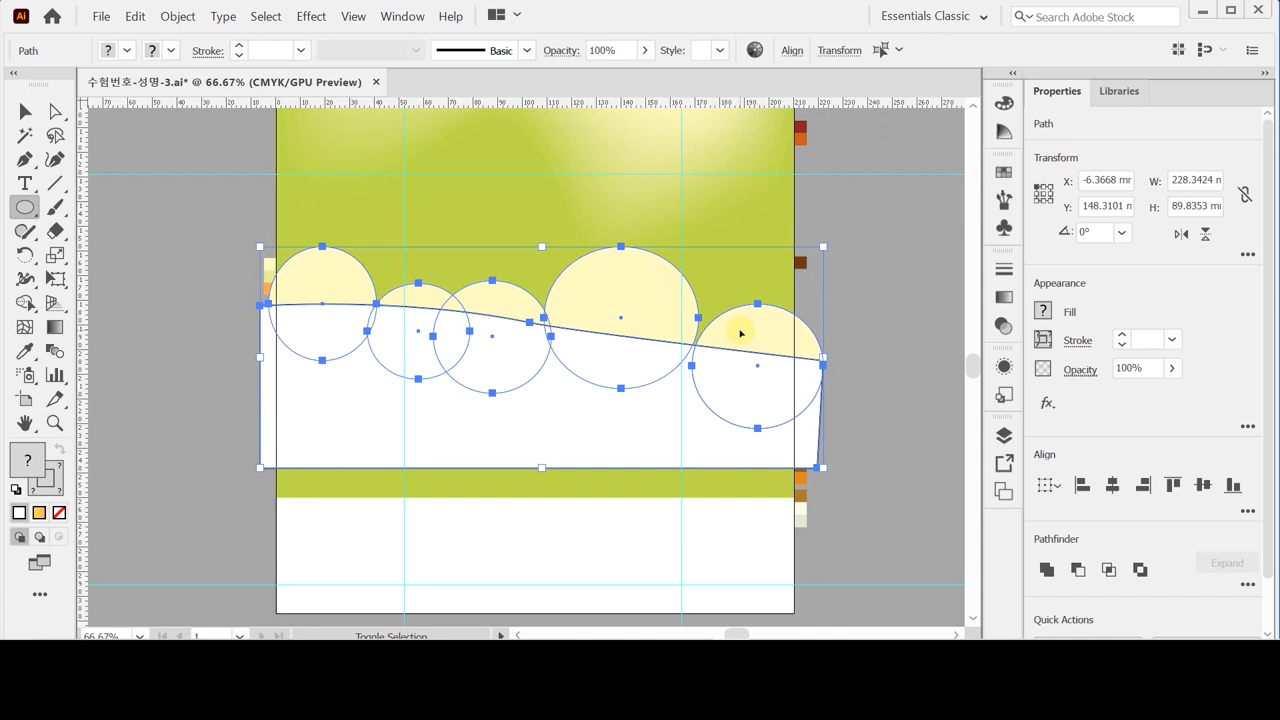 Ai File Edit Object Type Select Effect View Window Help Essentials Classic Search Adobe Stock
Path ? ? Stroke: Basic Opacity: 100% Style: Align Transform
수험번호-성명-3.ai* @ 66.67% (CMYK/GPU Preview) ×
Properties Libraries
Path
Transform
X: -6.3668 mr W: 228.3424 n
Y: 148.3101 n H: 89.8353 mi
0°
Appearance
? Fill
Stroke
Opacity 100%
fx.
Align
Pathfinder
Expand
Quick Actions
66.67% 1 Toggle Selection